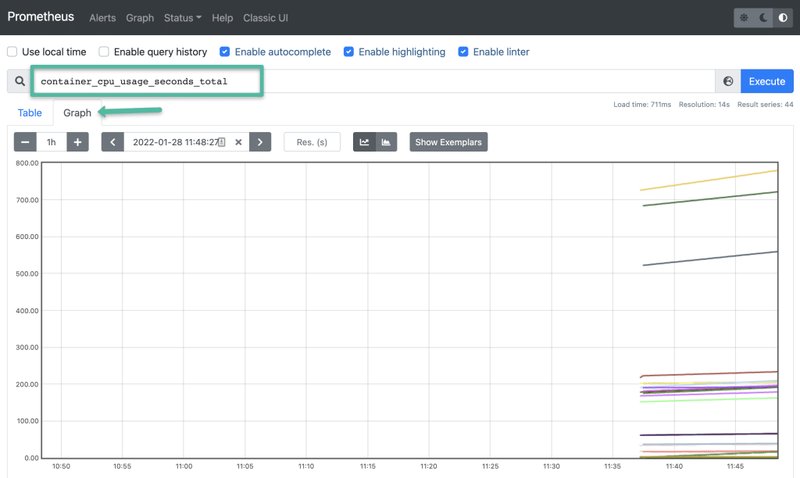 Prometheus Alerts Graph Status Help Classic UI
Use local time Enable query history Enable autocomplete Enable highlighting Enable linter
container_cpu_usage_seconds_total Execute
Table Graph Load time: 711ms Resolution: 14s Result series: 44
1h 2022-01-28 11:48:27 Res. (s) Show Exemplars
800.00
700.00
600.00
500.00
400.00
300.00
200.00
100.00
0.00
10:50 10:55 11:00 11:05 11:10 11:15 11:20 11:25 11:30 11:35 11:40 11:45